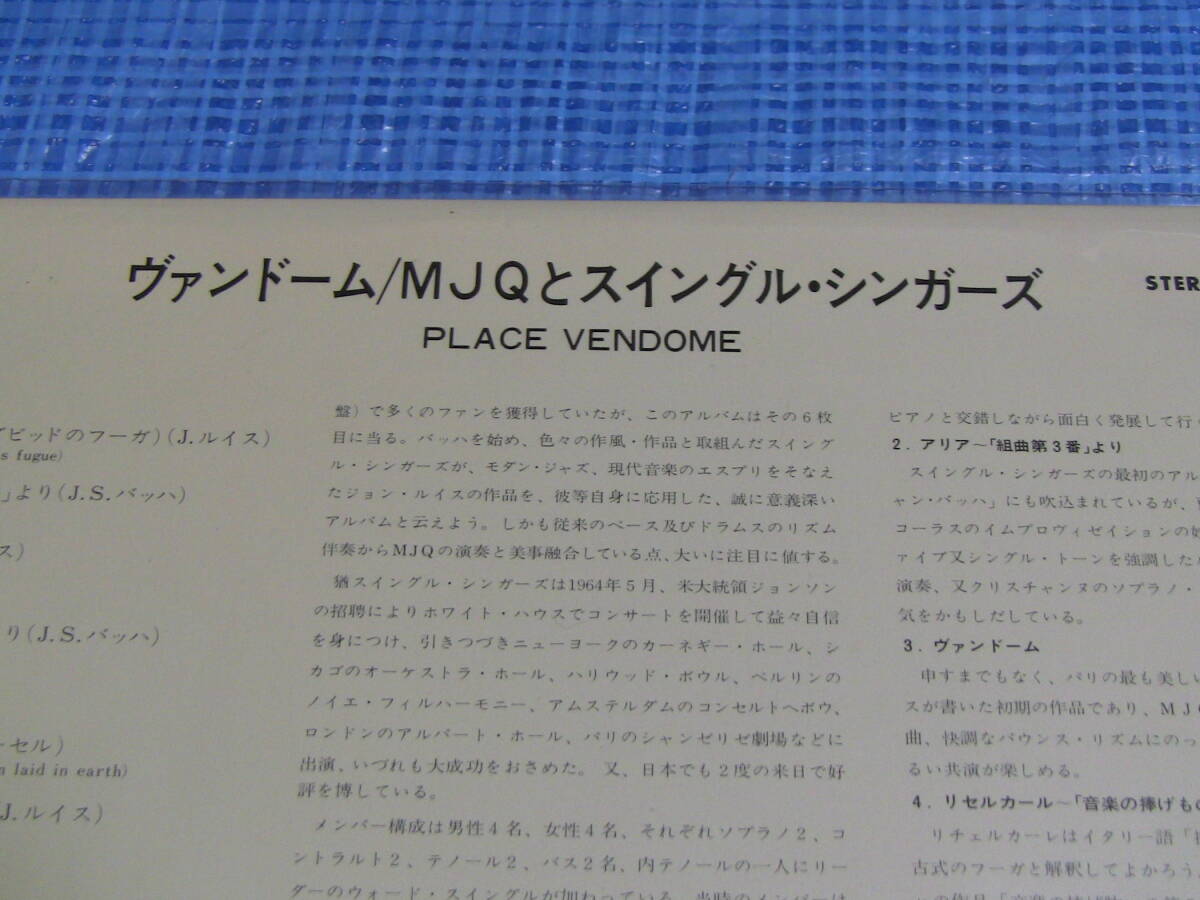 ヴァンドーム/MJQとスイングル・シンガーズ
STER
PLACE VENDOME
ビッドのフーガ)(J.ルイス)
s fugue)
」より(J.S.バッハ)
ス)
り(J.S.バッハ)
ーセル)
n laid in earth)
J.ルイス)
盤)で多くのファンを獲得していたが、このアルバムはその6枚
目に当る。バッハを始め、色々の作風・作品と取組んだスイング
ル・シンガーズが、モダン・ジャズ、現代音楽のエスプリをそなえ
たジョン・ルイスの作品を、彼等自身に応用した、誠に意義深い
アルバムと云えよう。しかも従来のベース及びドラムスのリズム
伴奏からMJQの演奏と美事融合している点、大いに注目に値する。
猶スイングル・シンガーズは1964年5月、米大統領ジョンソン
の招聘によりホワイト・ハウスでコンサートを開催して益々自信
を身につけ、引きつづきニューヨークのカーネギー・ホール、シ
カゴのオーケストラ・ホール、ハリウッド・ボウル、ベルリンの
ノイエ・フィルハーモニー、アムステルダムのコンセルトヘボウ、
ロンドンのアルバート・ホール、パリのシャンゼリゼ劇場などに
出演、いづれも大成功をおさめた。又、日本でも2度の来日で好
評を博している。
メンバー構成は男性4名、女性4名、それぞれソプラノ2、コ
ントラルト2、テノール2、バス2名、内テノールの一人にリー
ダーのウォード・スイングルが加わっている。当時のメンバーは
ピアノと交錯しながら面白く発展して行く
2. アリア〜「組曲第3番」より
スイングル・シンガーズの最初のアル
ャン・バッハ」にも吹込まれているが、
コーラスのイムプロヴィゼイションの
ァイブ又シングル・トーンを強調した
演奏、又クリスチャンヌのソプラノ・
気をかもしだしている。
3. ヴァンドーム
申すまでもなく、パリの最も美しい
スが書いた初期の作品であり、MJQ
曲、快調なバウンス・リズムにのっ
るい共演が楽しめる。
4. リセルカール〜「音楽の捧げもの
リチェルカーレはイタリー語「
古式のフーガと解釈してよかろう。